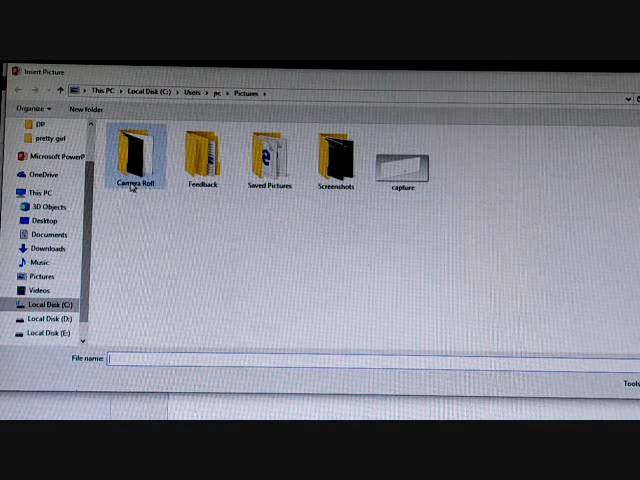 Insert Picture
This PC > Local Disk (C:) > Users > pc > Pictures >
Organize New folder
DP
pretty girl
Microsoft PowerP
OneDrive
This PC
3D Objects
Desktop
Documents
Downloads
Music
Pictures
Videos
Local Disk (C:)
Local Disk (D:)
Local Disk (E:)
Camera Roll
Feedback
Saved Pictures
Screenshots
capture
File name:
Tools